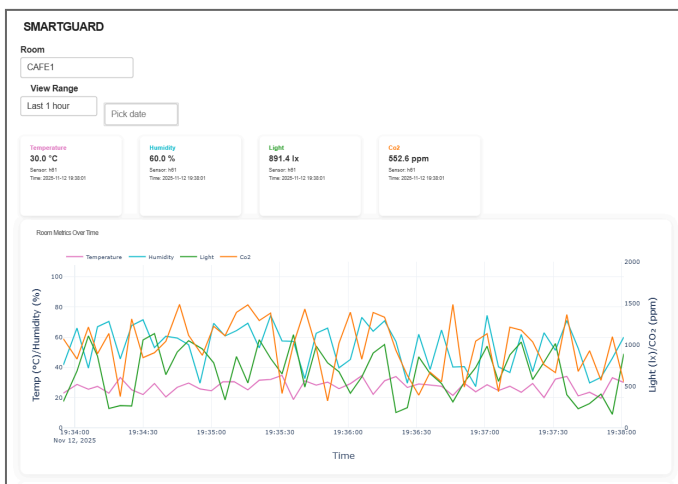 SMARTGUARD
Room
CAFE1
View Range
Last 1 hour
Pick date
Temperature
30.0 °C
Sensor: h61
Time: 2025-11-12 19:38:01
Humidity
60.0 %
Sensor: h61
Time: 2025-11-12 19:38:01
Light
891.4 lx
Sensor: h61
Time: 2025-11-12 19:38:01
Co2
552.6 ppm
Sensor: h61
Time: 2025-11-12 19:38:01
Room Metrics Over Time
Temperature Humidity Light Co2
Temp (°C)/Humidity (%)
100
80
60
40
20
0
2000
1500
1000
500
0
Light (lx)/CO₂ (ppm)
19:34:00 19:34:30 19:35:00 19:35:30 19:36:00 19:36:30 19:37:00 19:37:30 19:38:00
Nov 12, 2025
Time